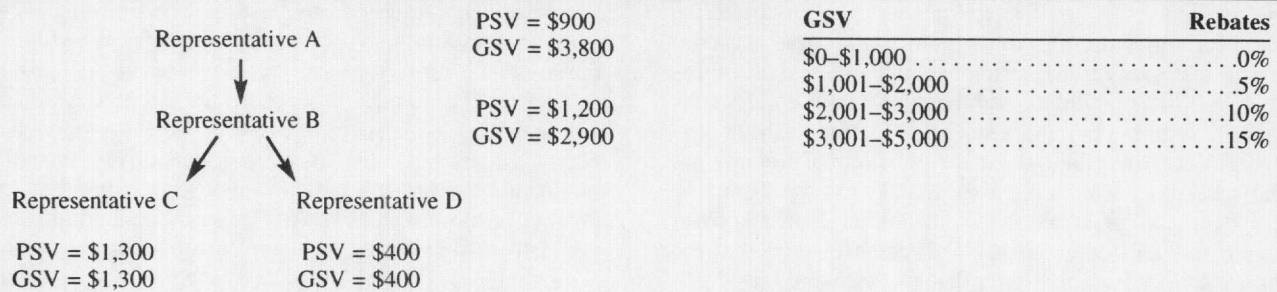 Representative A
PSV = $900
GSV = $3,800
Representative B
PSV = $1,200
GSV = $2,900
Representative C
PSV = $1,300
GSV = $1,300
Representative D
PSV = $400
GSV = $400
GSV Rebates
$0–$1,000 . . . . . . . . . . . . . . . . . . . . . . . . . . . . . .0%
$1,001–$2,000 . . . . . . . . . . . . . . . . . . . . . . . . . .5%
$2,001–$3,000 . . . . . . . . . . . . . . . . . . . . . . . . .10%
$3,001–$5,000 . . . . . . . . . . . . . . . . . . . . . . . . .15%